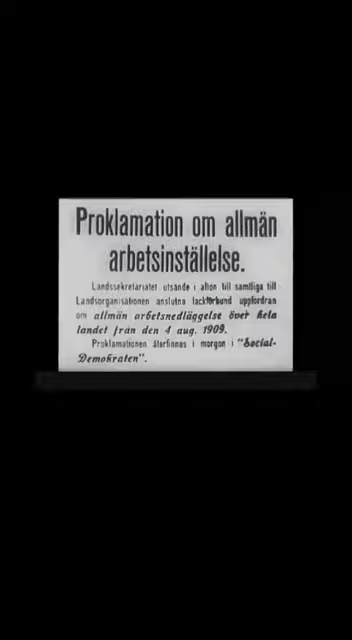 Proklamation om allmän
arbetsinställelse.
Landssekretariatet utsände i afton till samtliga till
Landsorganisationen anslutna fackförbund uppfordran
om allmän arbetsnedläggelse över hela
landet från den 4 aug. 1909.
Proklamationen återfinnes i morgon i "Social-
Demokraten".